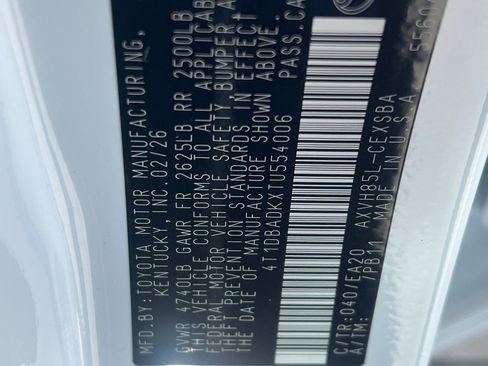 MFD.BY:TOYOTA MOTOR MANUFACTURING,
KENTUCKY, INC. 02/26
GVWR 4740LB GAWR FR 2625LB RR 2500LB
THIS VEHICLE CONFORMS TO ALL APPLICAB
FEDERAL MOTOR VEHICLE SAFETY, BUMPER A
THEFT PREVENTION STANDARDS IN EFFECT
THE DATE OF MANUFACTURE SHOWN ABOVE.
4T1DBADKXTU554006 PASS.CA
C/TR:040/EA20 AXVH85L-CEXSBA
A/TM: /PB11 MADE IN U.S.A.